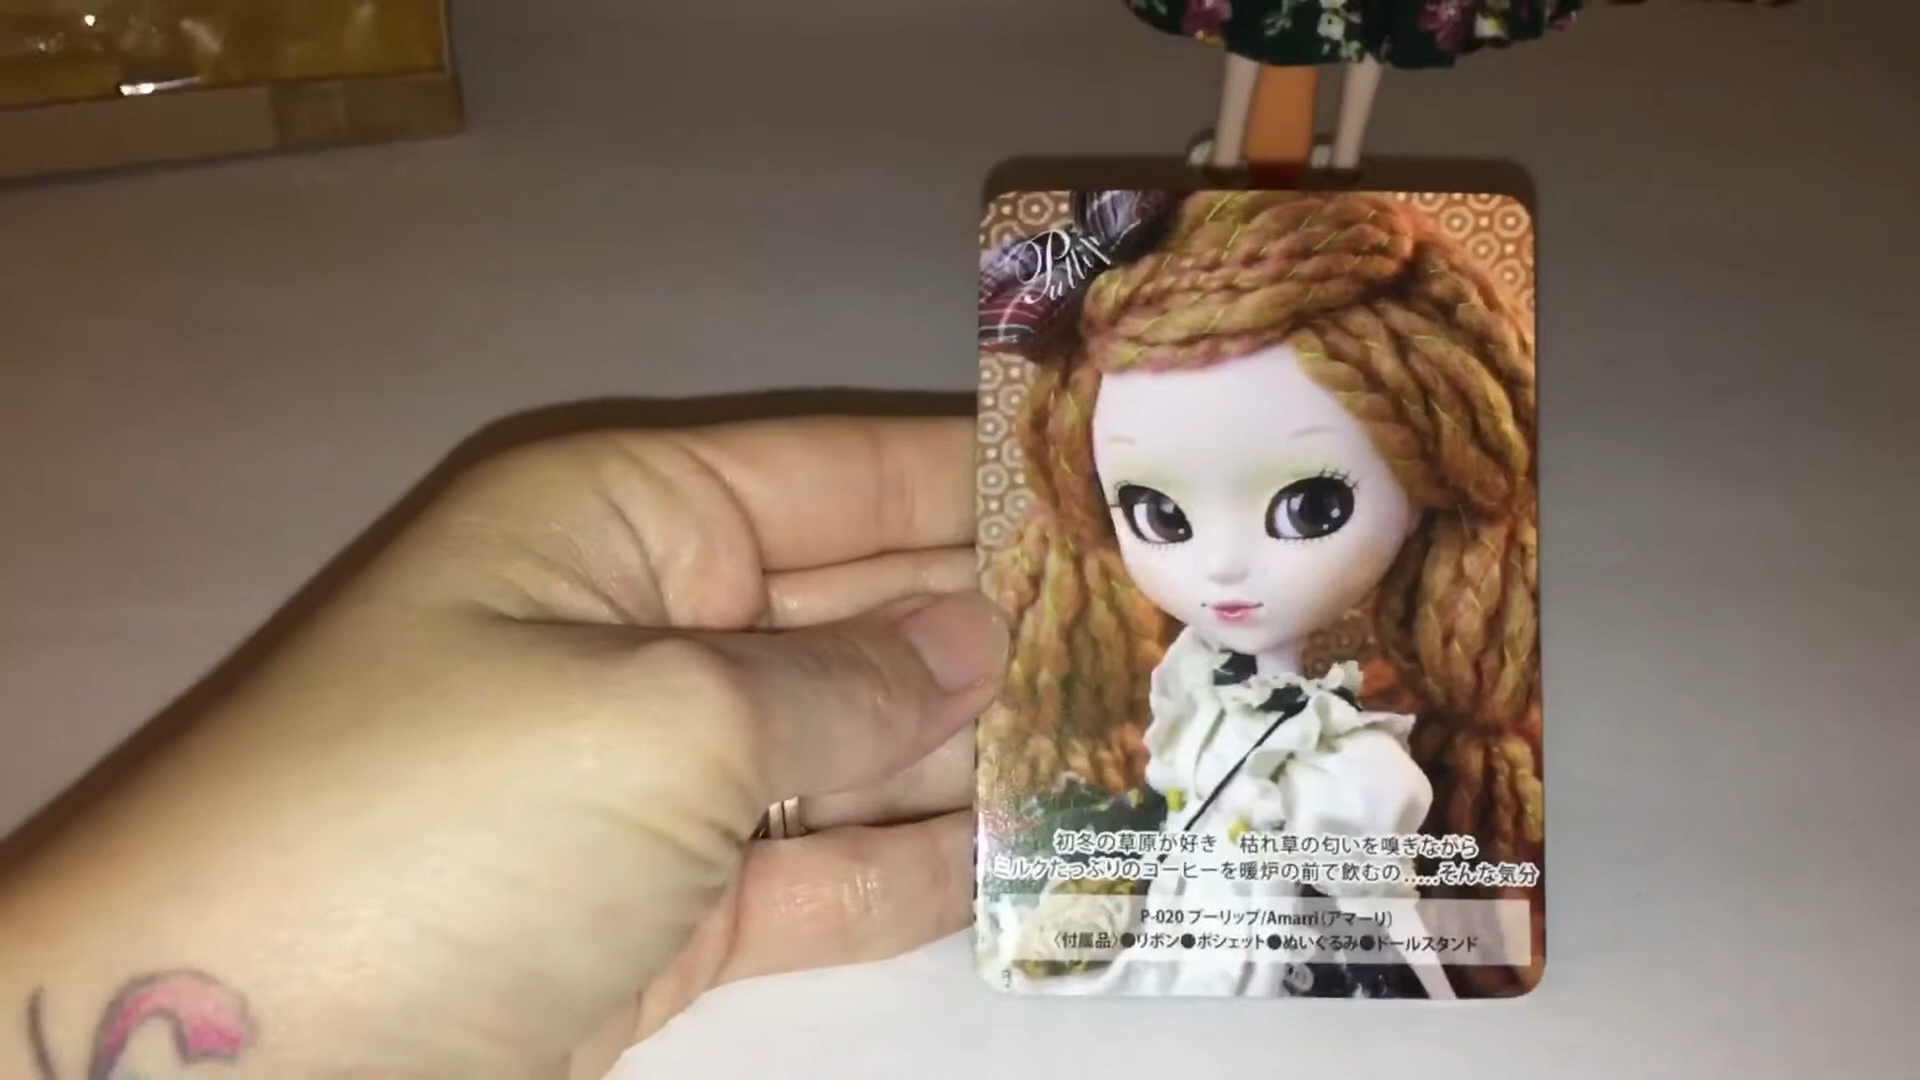 Pullip
初冬の草原が好き 枯れ草の匂いを嗅ぎながら
ミルクたっぷりのコーヒーを暖炉の前で飲むの.....そんな気分
P-020 プーリップ/Amarri(アマーリ)
〈付属品〉●リボン●ポシェット●ぬいぐるみ●ドールスタンド